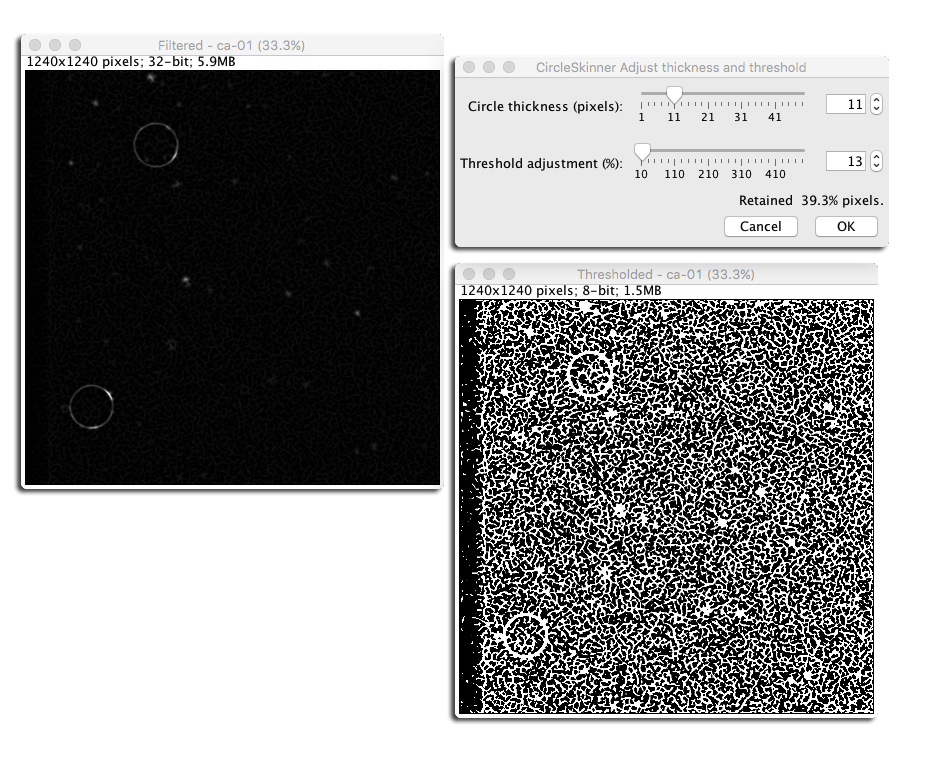 Filtered - ca-01 (33.3%)
1240x1240 pixels; 32-bit; 5.9MB
CircleSkinner Adjust thickness and threshold
Circle thickness (pixels):
1 11 21 31 41
11
Threshold adjustment (%):
10 110 210 310 410
13
Retained 39.3% pixels.
Cancel OK
Thresholded - ca-01 (33.3%)
1240x1240 pixels; 8-bit; 1.5MB